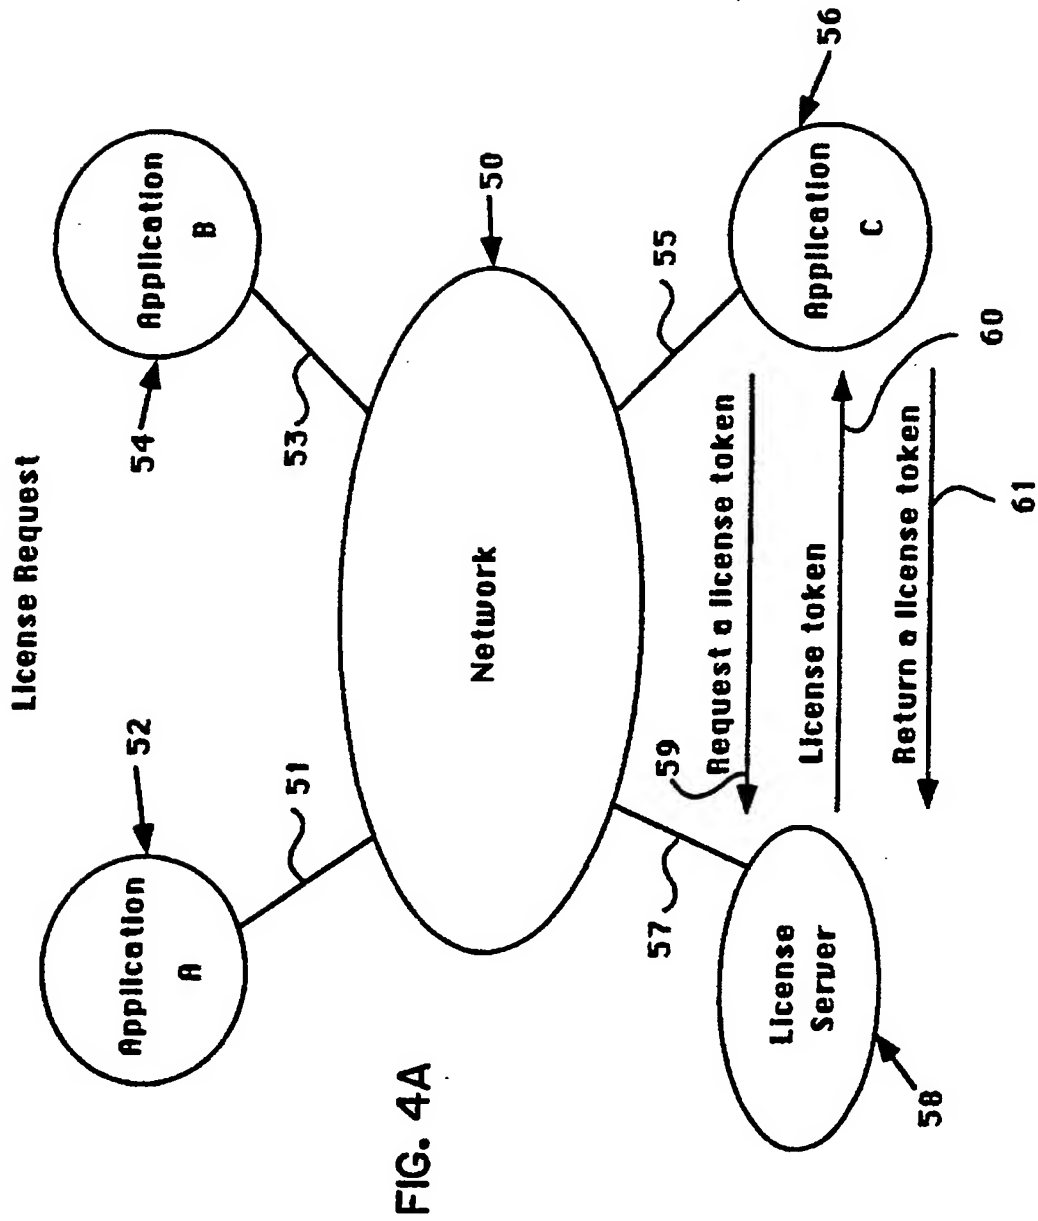 License Request
Application
A
52
51
Application
B
54
53
Network
50
Application
C
56
55
License
Server
58
57
59
Request a license token
License token
60
Return a license token
61
FIG. 4A